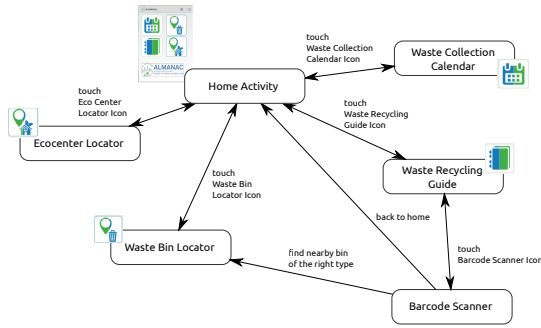 touch
Waste Collection
Calendar Icon
Waste Collection
Calendar
ALMANAC
Home Activity
touch
Eco Center
Locator Icon
touch
Waste Recycling
Guide Icon
Ecocenter Locator
Waste Recycling
Guide
touch
Waste Bin
Locator Icon
back to home
Waste Bin Locator
find nearby bin
of the right type
touch
Barcode Scanner Icon
Barcode Scanner